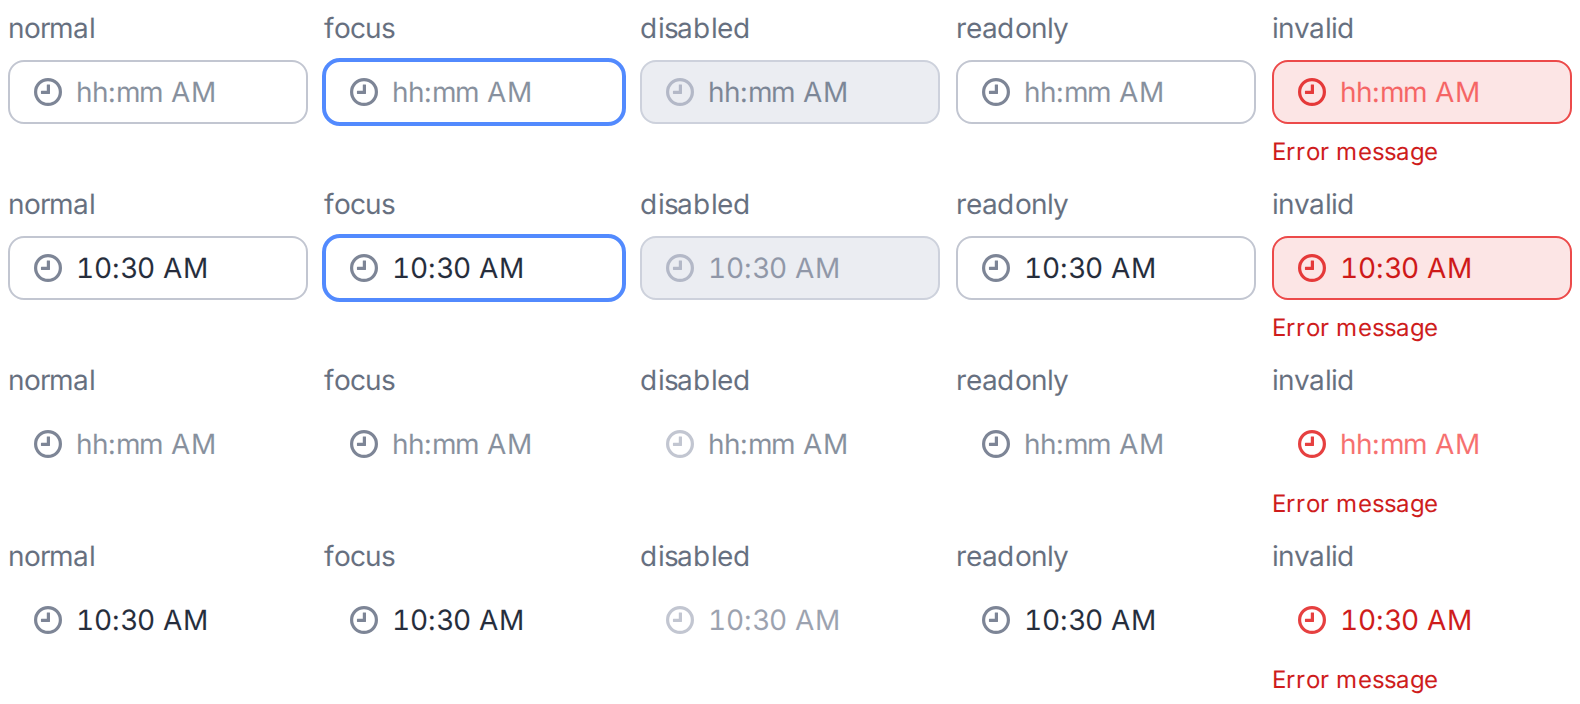 normal focus disabled readonly invalid
hh:mm AM hh:mm AM hh:mm AM hh:mm AM hh:mm AM
Error message
normal focus disabled readonly invalid
10:30 AM 10:30 AM 10:30 AM 10:30 AM 10:30 AM
Error message
normal focus disabled readonly invalid
hh:mm AM hh:mm AM hh:mm AM hh:mm AM hh:mm AM
Error message
normal focus disabled readonly invalid
10:30 AM 10:30 AM 10:30 AM 10:30 AM 10:30 AM
Error message